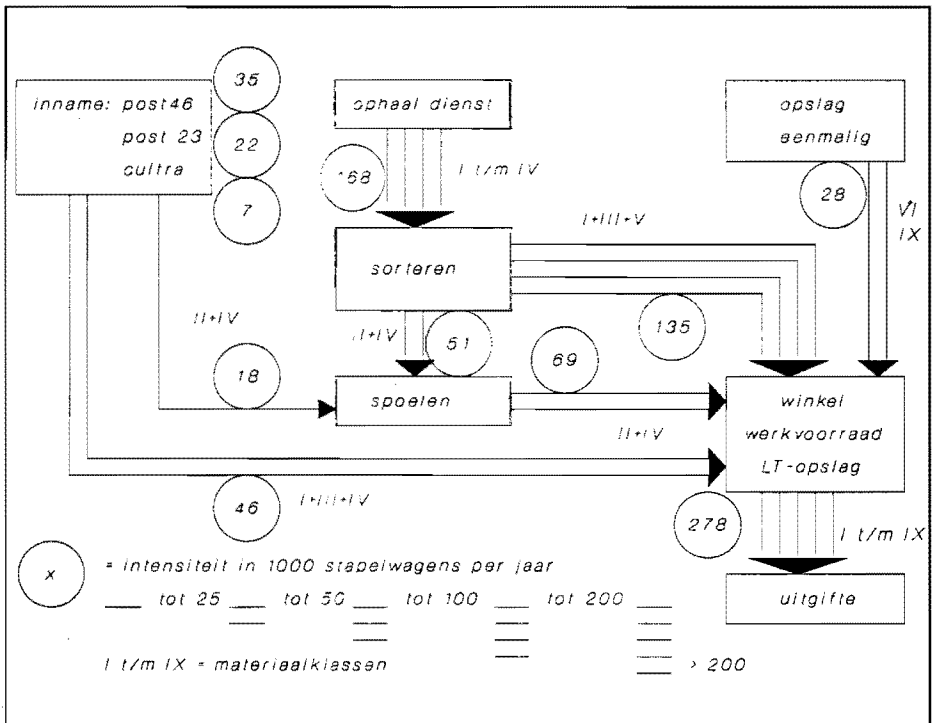 inname: post46
post 23
cultra
35
22
7
ophaal dienst
168
I t/m IV
opslag
eenmalig
28
VI
IX
sorteren
I+III+V
135
II+IV
II+IV
51
69
18
spoelen
II+IV
winkel
werkvoorraad
LT-opslag
46
I+III+IV
278
I t/m IX
uitgifte
x
= intensiteit in 1000 stapelwagens per jaar
tot 25 tot 50 tot 100 tot 200
> 200
I t/m IX = materiaalklassen